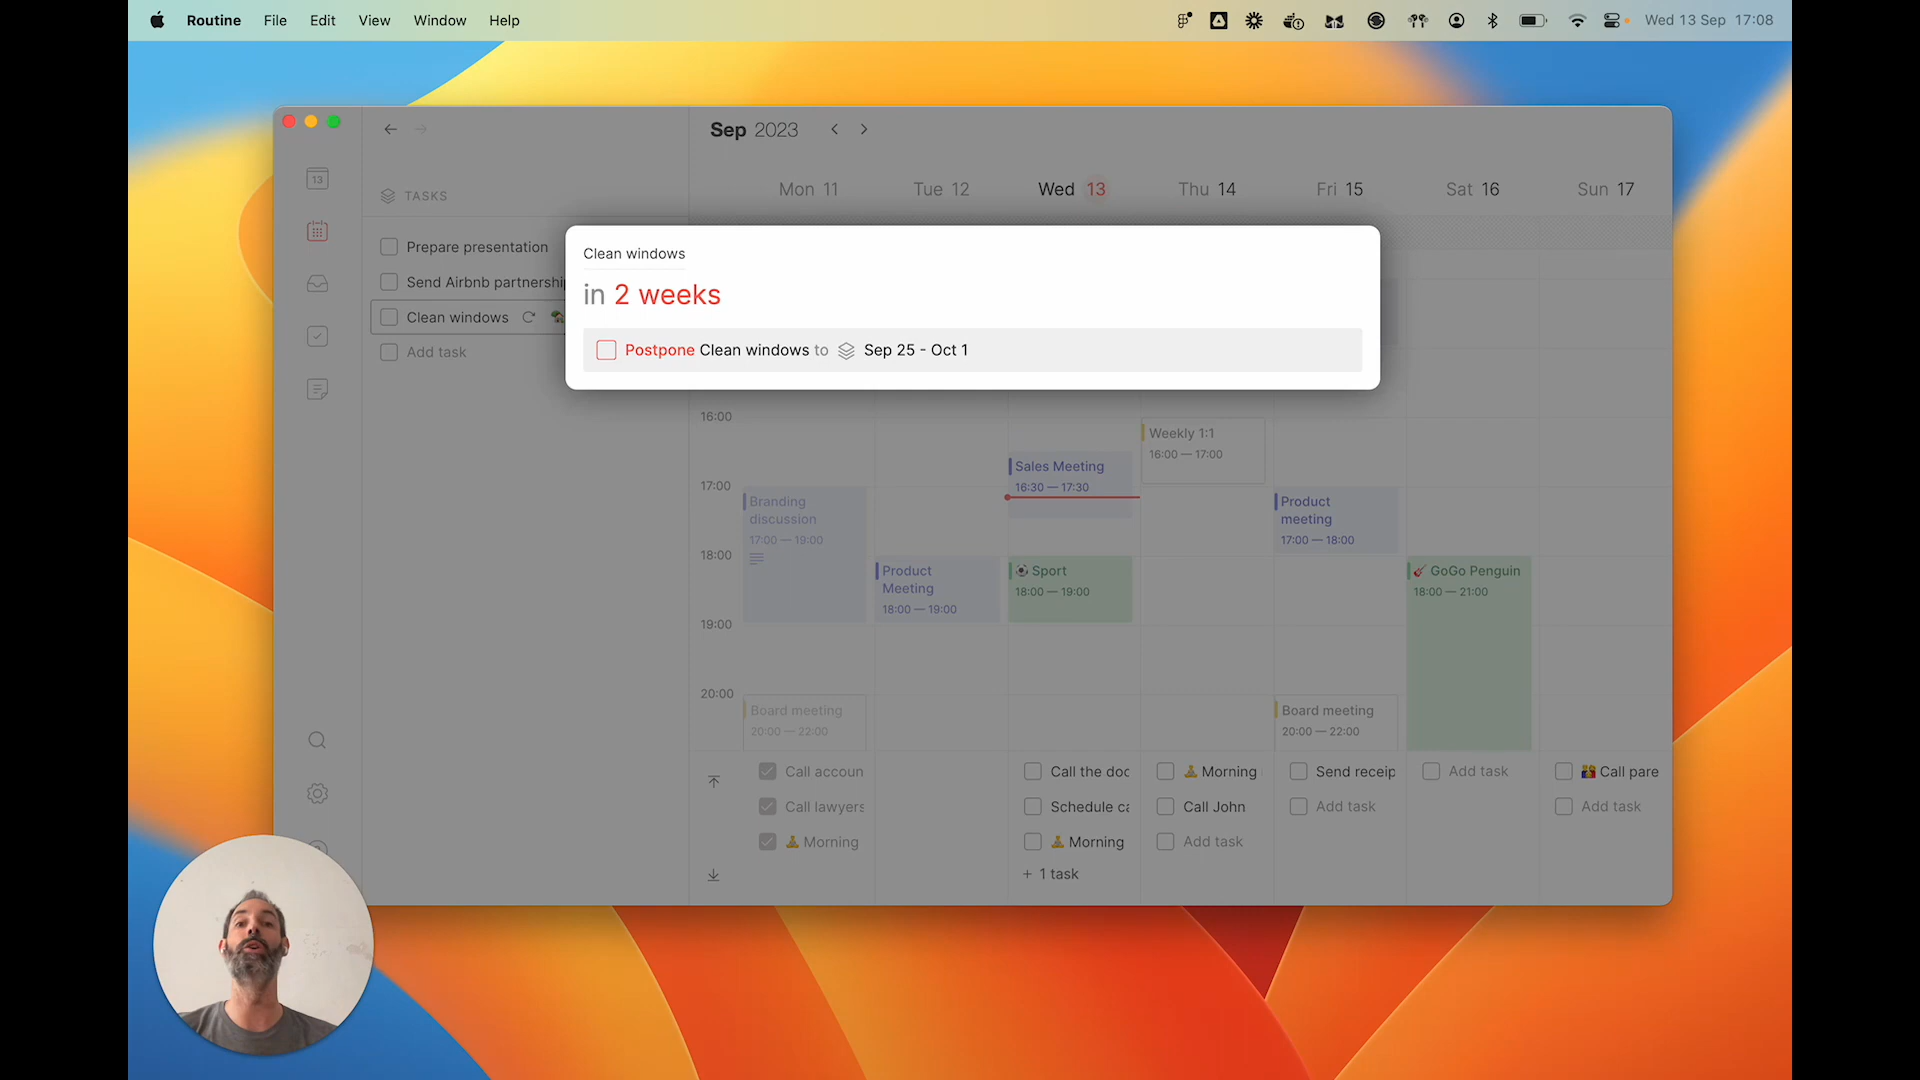 Routine File Edit View Window Help
Wed 13 Sep 17:08
Sep 2023
13
TASKS
Mon 11 Tue 12 Wed 13 Thu 14 Fri 15 Sat 16 Sun 17
Prepare presentation
Send Airbnb partnership
Clean windows
Add task
Clean windows
in 2 weeks
Postpone Clean windows to Sep 25 - Oct 1
16:00
17:00
18:00
19:00
20:00
Branding
discussion
17:00 — 19:00
Board meeting
20:00 — 22:00
Product
Meeting
18:00 — 19:00
Sales Meeting
16:30 — 17:30
Sport
18:00 — 19:00
Weekly 1:1
16:00 — 17:00
Product
meeting
17:00 — 18:00
Board meeting
20:00 — 22:00
GoGo Penguin
18:00 — 21:00
Call accoun
Call lawyers
Morning
Call the doc
Schedule ca
Morning
+ 1 task
Morning
Call John
Add task
Send receip
Add task
Add task
Call pare
Add task